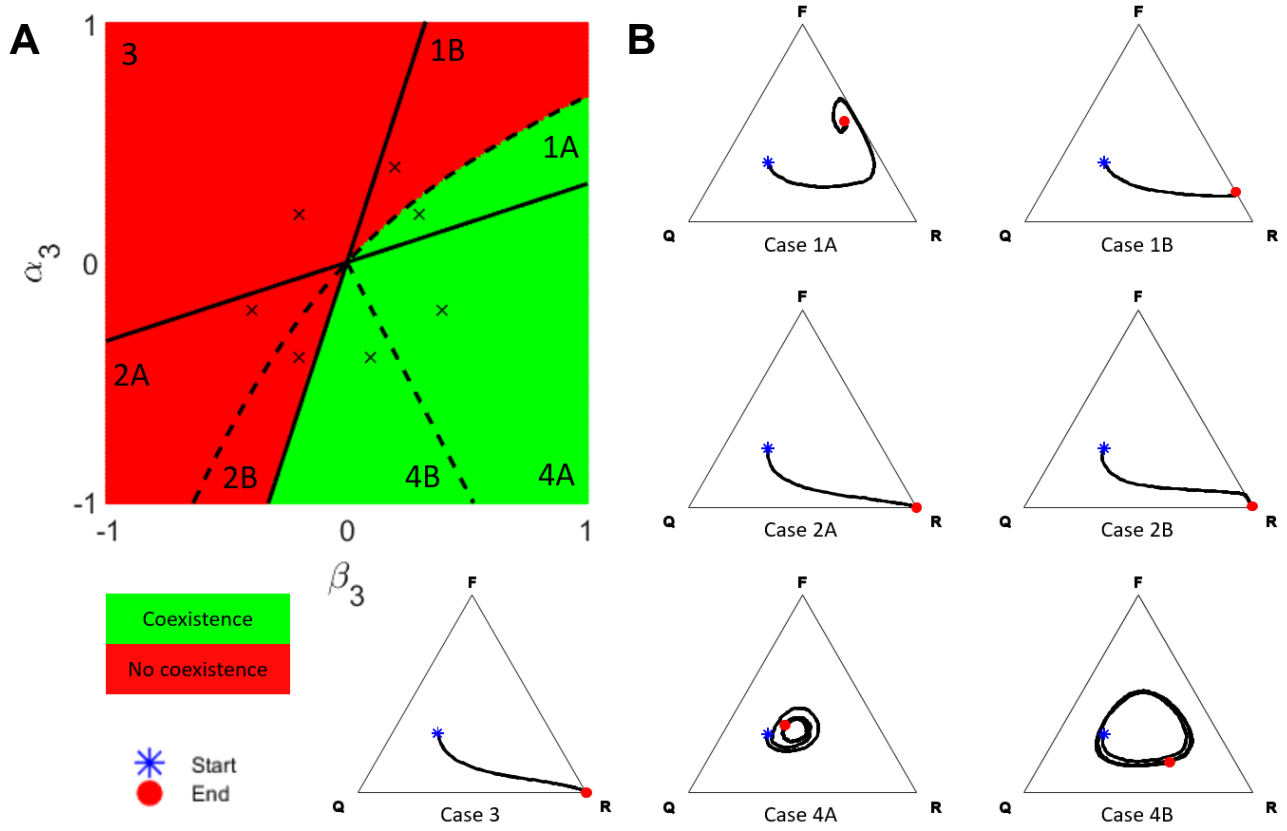 A
B
1
3
1B
1A
α3
0
2A
2B
4B
4A
-1
-1
0
1
β3
Coexistence
No coexistence
Start
End
F
Q
R
Case 1A
F
Q
R
Case 1B
F
Q
R
Case 2A
F
Q
R
Case 2B
F
Q
R
Case 3
F
Q
R
Case 4A
F
Q
R
Case 4B